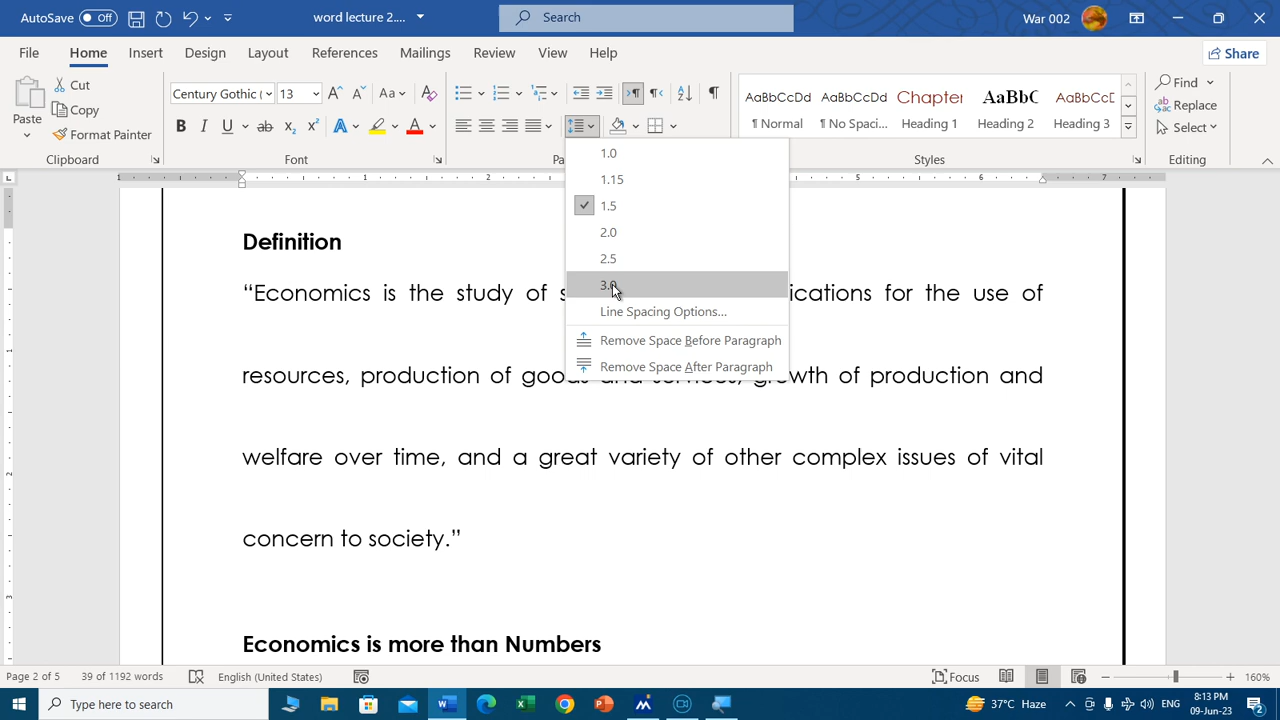 AutoSave Off word lecture 2.... Search War 002
File Home Insert Design Layout References Mailings Review View Help Share
Paste Cut Copy Format Painter Clipboard
Century Gothic ( 13 Aa Font
AaBbCcDd ¶ Normal
AaBbCcDd ¶ No Spaci...
Chapter Heading 1
AaBbC Heading 2
AaBbCcD Heading 3
Styles
Find
Replace
Select
Editing
1.0
1.15
1.5
2.0
2.5
3.0
Line Spacing Options...
Remove Space Before Paragraph
Remove Space After Paragraph
Definition
“Economics is the study of s ications for the use of
resources, production of goods and services, growth of production and
welfare over time, and a great variety of other complex issues of vital
concern to society.”
Economics is more than Numbers
Page 2 of 5 39 of 1192 words English (United States) Focus 160%
Type here to search 37°C Haze ENG 8:13 PM
09-Jun-23